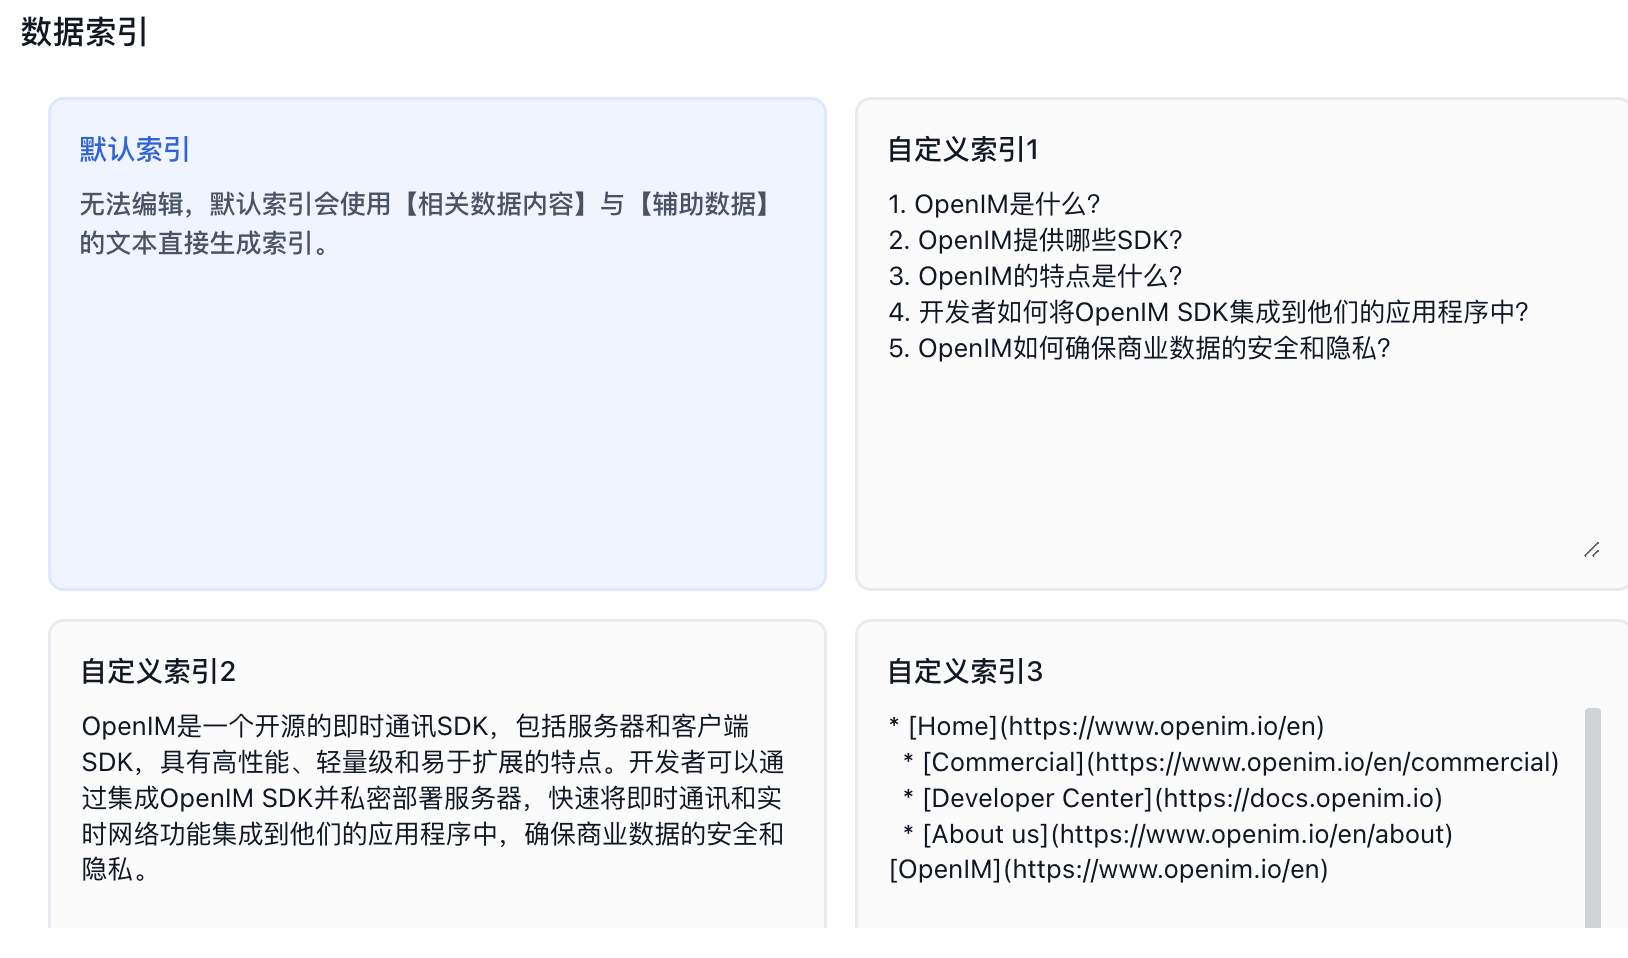 数据索引
默认索引
无法编辑，默认索引会使用【相关数据内容】与【辅助数据】
的文本直接生成索引。
自定义索引1
1. OpenIM是什么?
2. OpenIM提供哪些SDK?
3. OpenIM的特点是什么?
4. 开发者如何将OpenIM SDK集成到他们的应用程序中?
5. OpenIM如何确保商业数据的安全和隐私?
自定义索引2
OpenIM是一个开源的即时通讯SDK，包括服务器和客户端
SDK，具有高性能、轻量级和易于扩展的特点。开发者可以通
过集成OpenIM SDK并私密部署服务器，快速将即时通讯和实
时网络功能集成到他们的应用程序中，确保商业数据的安全和
隐私。
自定义索引3
* [Home](https://www.openim.io/en)
  * [Commercial](https://www.openim.io/en/commercial)
  * [Developer Center](https://docs.openim.io)
  * [About us](https://www.openim.io/en/about)
[OpenIM](https://www.openim.io/en)